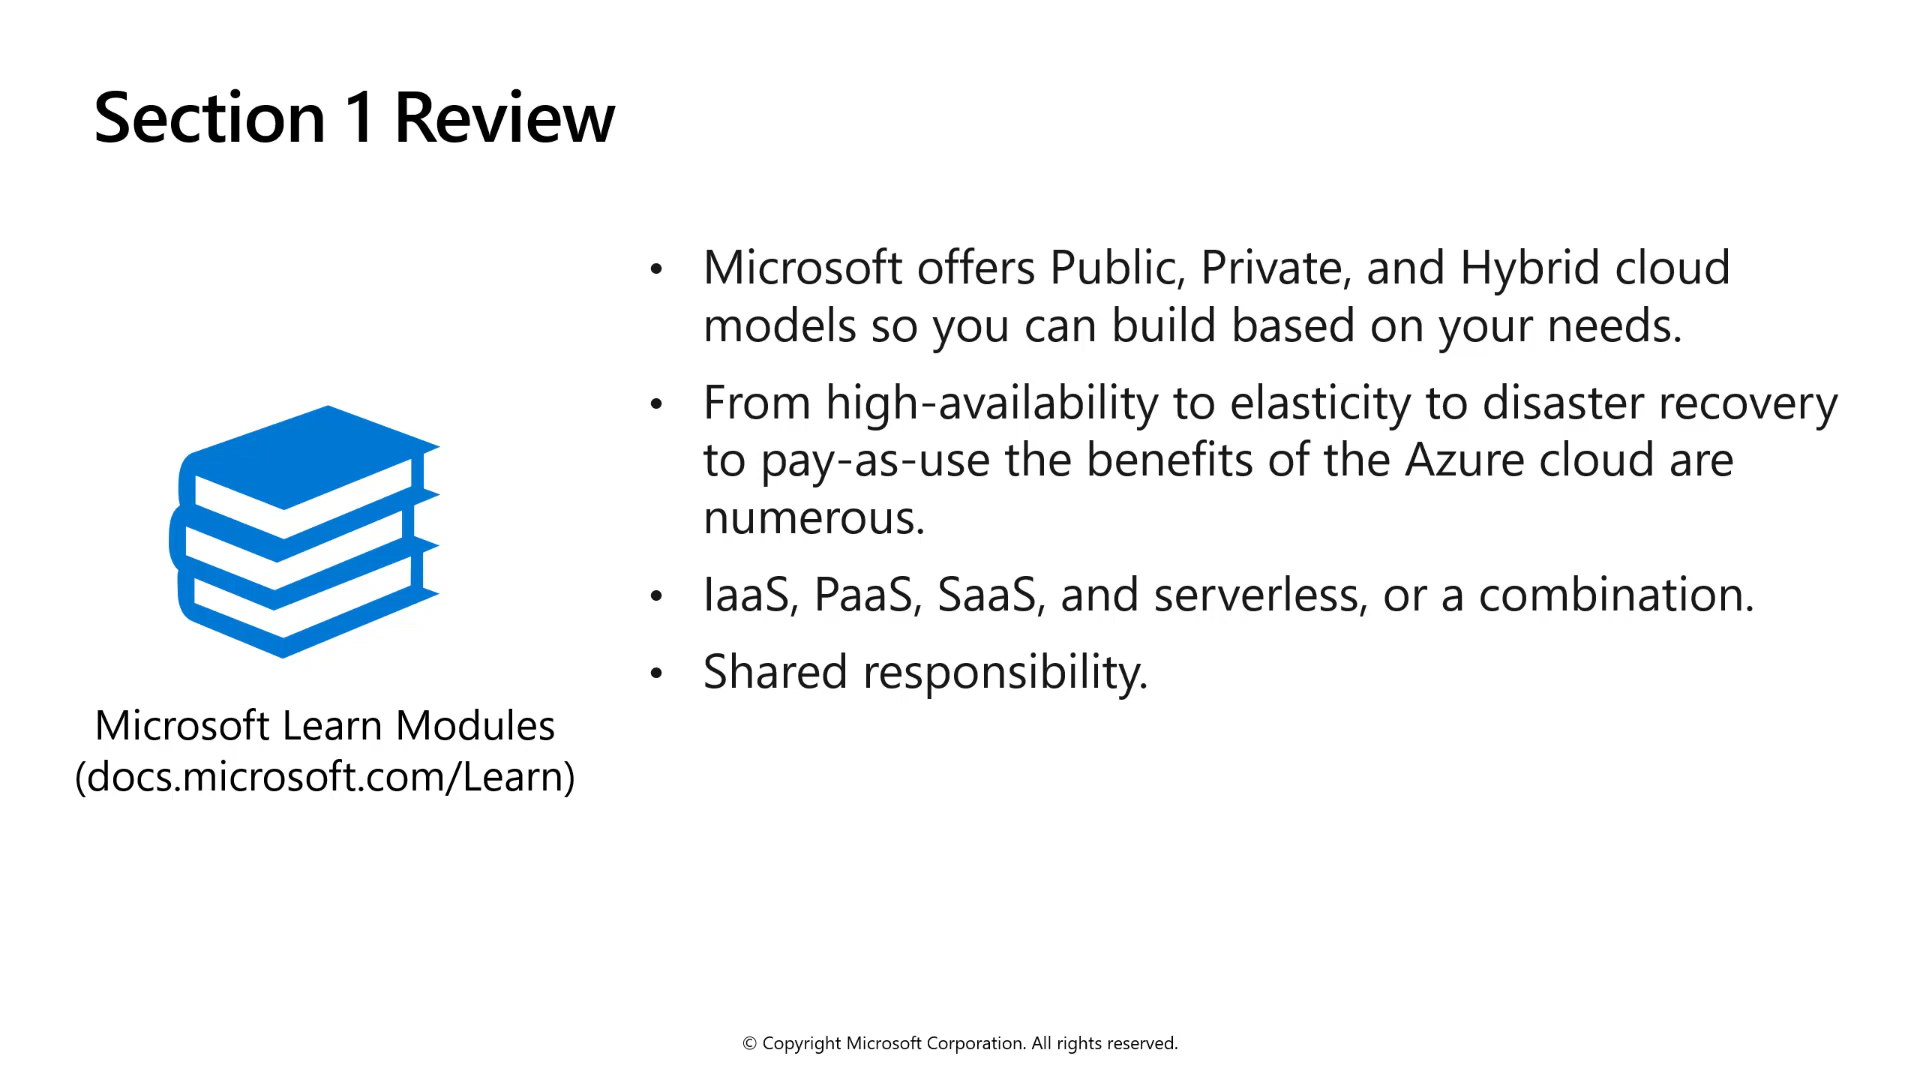 Section 1 Review
• Microsoft offers Public, Private, and Hybrid cloud
models so you can build based on your needs.
• From high-availability to elasticity to disaster recovery
to pay-as-use the benefits of the Azure cloud are
numerous.
• IaaS, PaaS, SaaS, and serverless, or a combination.
• Shared responsibility.
Microsoft Learn Modules
(docs.microsoft.com/Learn)
© Copyright Microsoft Corporation. All rights reserved.